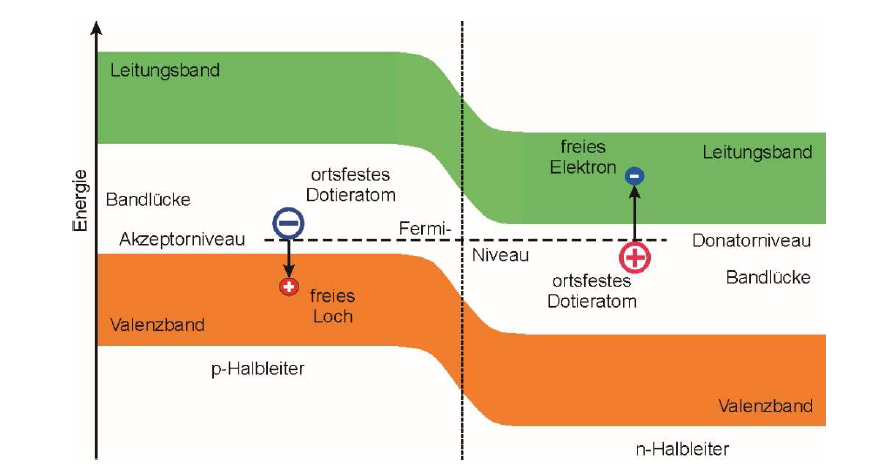 Energie
Leitungsband
Bandlücke
ortsfestes
Dotieratom
Akzeptorniveau
Fermi-
freies
Loch
Valenzband
p-Halbleiter
freies
Elektron
Leitungsband
Niveau
Donatorniveau
ortsfestes
Dotieratom
Bandlücke
Valenzband
n-Halbleiter